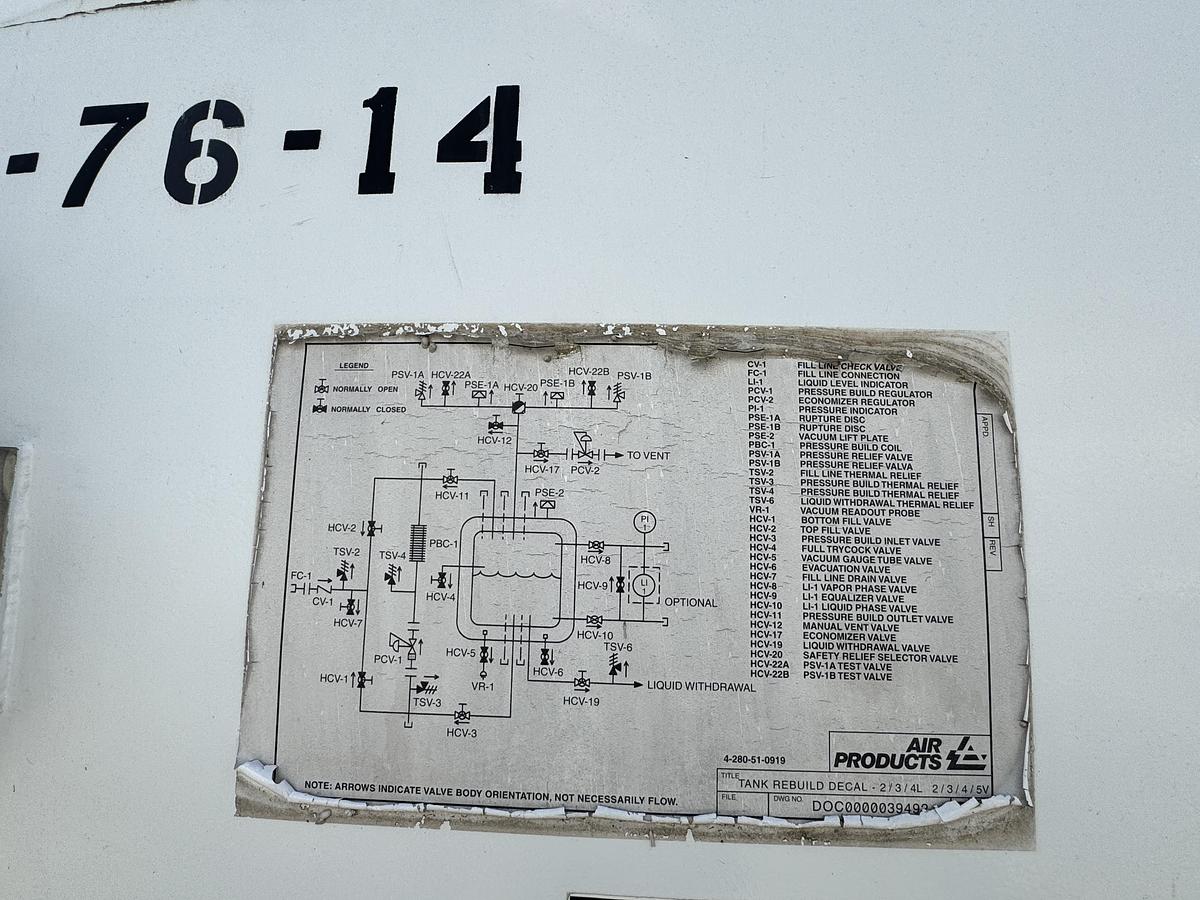 -76-14
LEGEND
NORMALLY OPEN
NORMALLY CLOSED
PSV-1A
HCV-22A
PSE-1A
HCV-20
PSE-1B
HCV-22B
PSV-1B
HCV-12
HCV-17
PCV-2
TO VENT
HCV-11
PSE-2
HCV-2
TSV-2
TSV-4
PBC-1
PI
1
HCV-8
FC-1
CV-1
HCV-7
HCV-4
HCV-9
LI
OPTIONAL
HCV-10
PCV-1
HCV-5
HCV-6
TSV-6
HCV-1
TSV-3
VR-1
HCV-19
LIQUID WITHDRAWAL
HCV-3
NOTE: ARROWS INDICATE VALVE BODY ORIENTATION, NOT NECESSARILY FLOW.
CV-1 FILL LINE CHECK VALVE
FC-1 FILL LINE CONNECTION
LI-1 LIQUID LEVEL INDICATOR
PCV-1 PRESSURE BUILD REGULATOR
PCV-2 ECONOMIZER REGULATOR
PI-1 PRESSURE INDICATOR
PSE-1A RUPTURE DISC
PSE-1B RUPTURE DISC
PSE-2 VACUUM LIFT PLATE
PBC-1 PRESSURE BUILD COIL
PSV-1A PRESSURE RELIEF VALVE
PSV-1B PRESSURE RELIEF VALVA
TSV-2 FILL LINE THERMAL RELIEF
TSV-3 PRESSURE BUILD THERMAL RELIEF
TSV-4 PRESSURE BUILD THERMAL RELIEF
TSV-6 LIQUID WITHDRAWAL THERMAL RELIEF
VR-1 VACUUM READOUT PROBE
HCV-1 BOTTOM FILL VALVE
HCV-2 TOP FILL VALVE
HCV-3 PRESSURE BUILD INLET VALVE
HCV-4 FULL TRYCOCK VALVE
HCV-5 VACUUM GAUGE TUBE VALVE
HCV-6 EVACUATION VALVE
HCV-7 FILL LINE DRAIN VALVE
HCV-8 LI-1 VAPOR PHASE VALVE
HCV-9 LI-1 EQUALIZER VALVE
HCV-10 LI-1 LIQUID PHASE VALVE
HCV-11 PRESSURE BUILD OUTLET VALVE
HCV-12 MANUAL VENT VALVE
HCV-17 ECONOMIZER VALVE
HCV-19 LIQUID WITHDRAWAL VALVE
HCV-20 SAFETY RELIEF SELECTOR VALVE
HCV-22A PSV-1A TEST VALVE
HCV-22B PSV-1B TEST VALVE
APPD.
SH REV
4-280-51-0919
AIR
PRODUCTS
TITLE TANK REBUILD DECAL - 2/3/4L 2/3/4/5V
FILE
DWG NO.